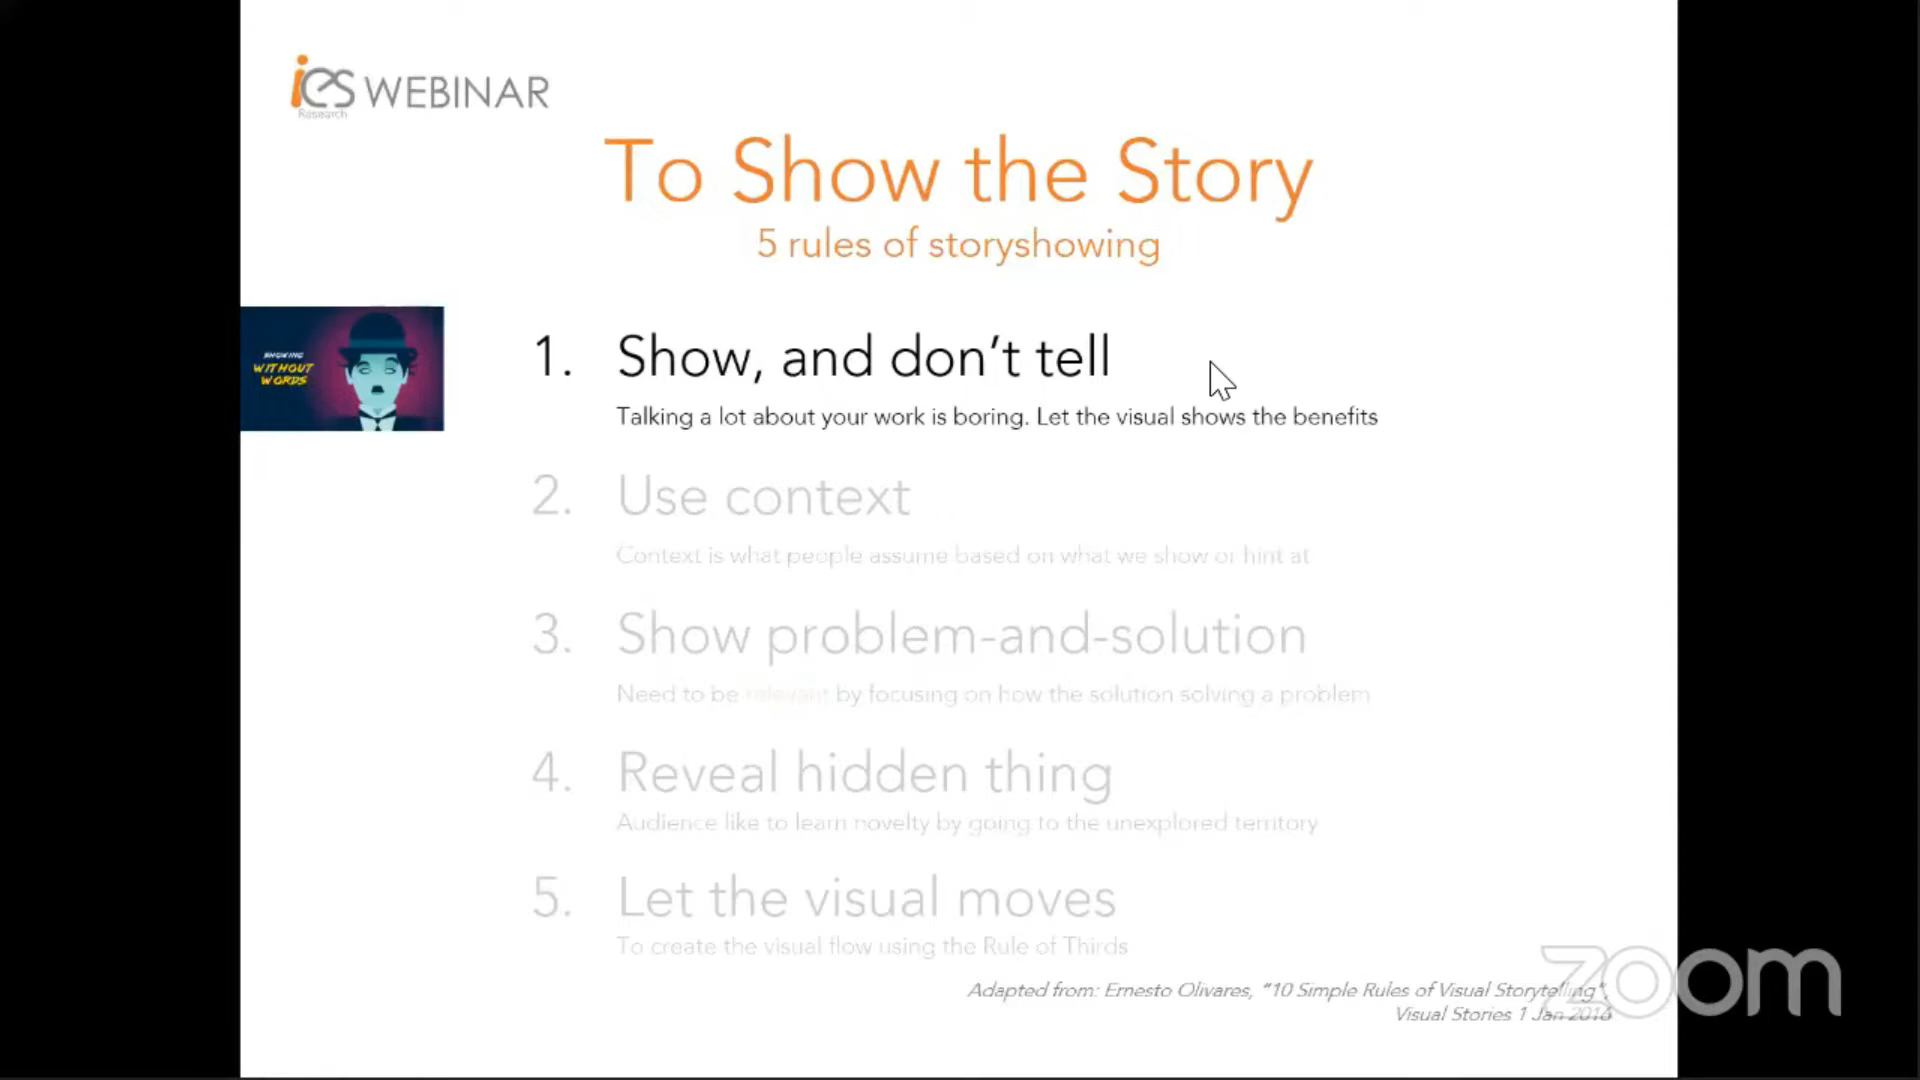 ies WEBINAR
Research
To Show the Story
5 rules of storyshowing
SHOWING
WITHOUT
WORDS
1. Show, and don't tell
Talking a lot about your work is boring. Let the visual shows the benefits
2. Use context
Context is what people assume based on what we show or hint at
3. Show problem-and-solution
Need to be relevant by focusing on how the solution solving a problem
4. Reveal hidden thing
Audience like to learn novelty by going to the unexplored territory
5. Let the visual moves
To create the visual flow using the Rule of Thirds
Adapted from: Ernesto Olivares, "10 Simple Rules of Visual Storytelling",
Visual Stories 1 Jan 2016
zoom